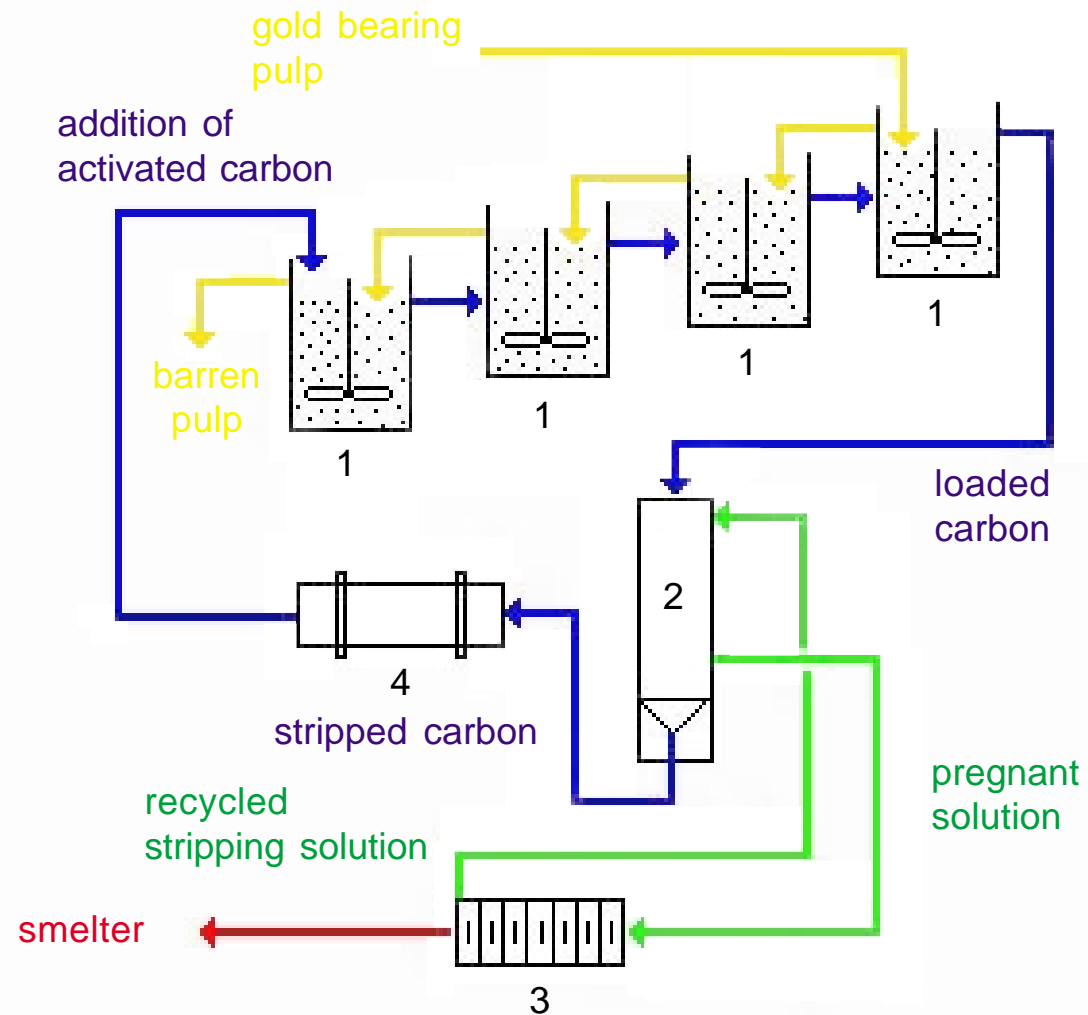 gold bearing
pulp
addition of
activated carbon
barren
pulp
1
1
1
1
loaded
carbon
2
4
stripped carbon
pregnant
solution
recycled
stripping solution
smelter
3